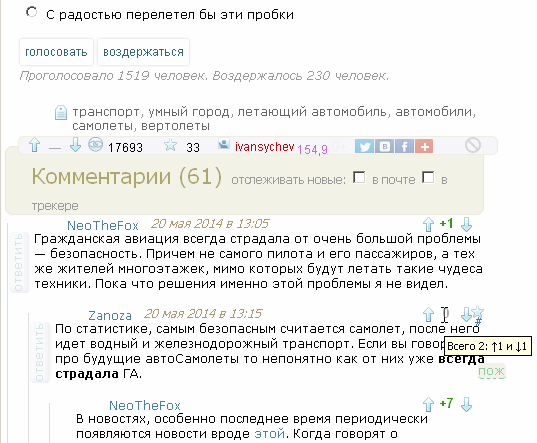 С радостью перелетел бы эти пробки
голосовать воздержаться
Проголосовало 1519 человек. Воздержалось 230 человек.
транспорт, умный город, летающий автомобиль, автомобили,
самолеты, вертолеты
— 17693 33 ivansychev 154,9
Комментарии (61) отслеживать новые: в почте в
трекере
NeoTheFox 20 мая 2014 в 13:05 +1
ответить
Гражданская авиация всегда страдала от очень большой проблемы
— безопасность. Причем не самого пилота и его пассажиров, а тех
же жителей многоэтажек, мимо которых будут летать такие чудеса
техники. Пока что решения именно этой проблемы я не видел.
Zanoza 20 мая 2014 в 13:15 0
#
ответить
По статистике, самым безопасным считается самолет, после него
идет водный и железнодорожный транспорт. Если вы говор
Всего 2: ↑1 и ↓1
про будущие автоСамолеты то непонятно как от них уже всегда
страдала ГА.
пож
NeoTheFox +7
В новостях, особенно последнее время периодически
появляются новости вроде этой. Когда говорят о